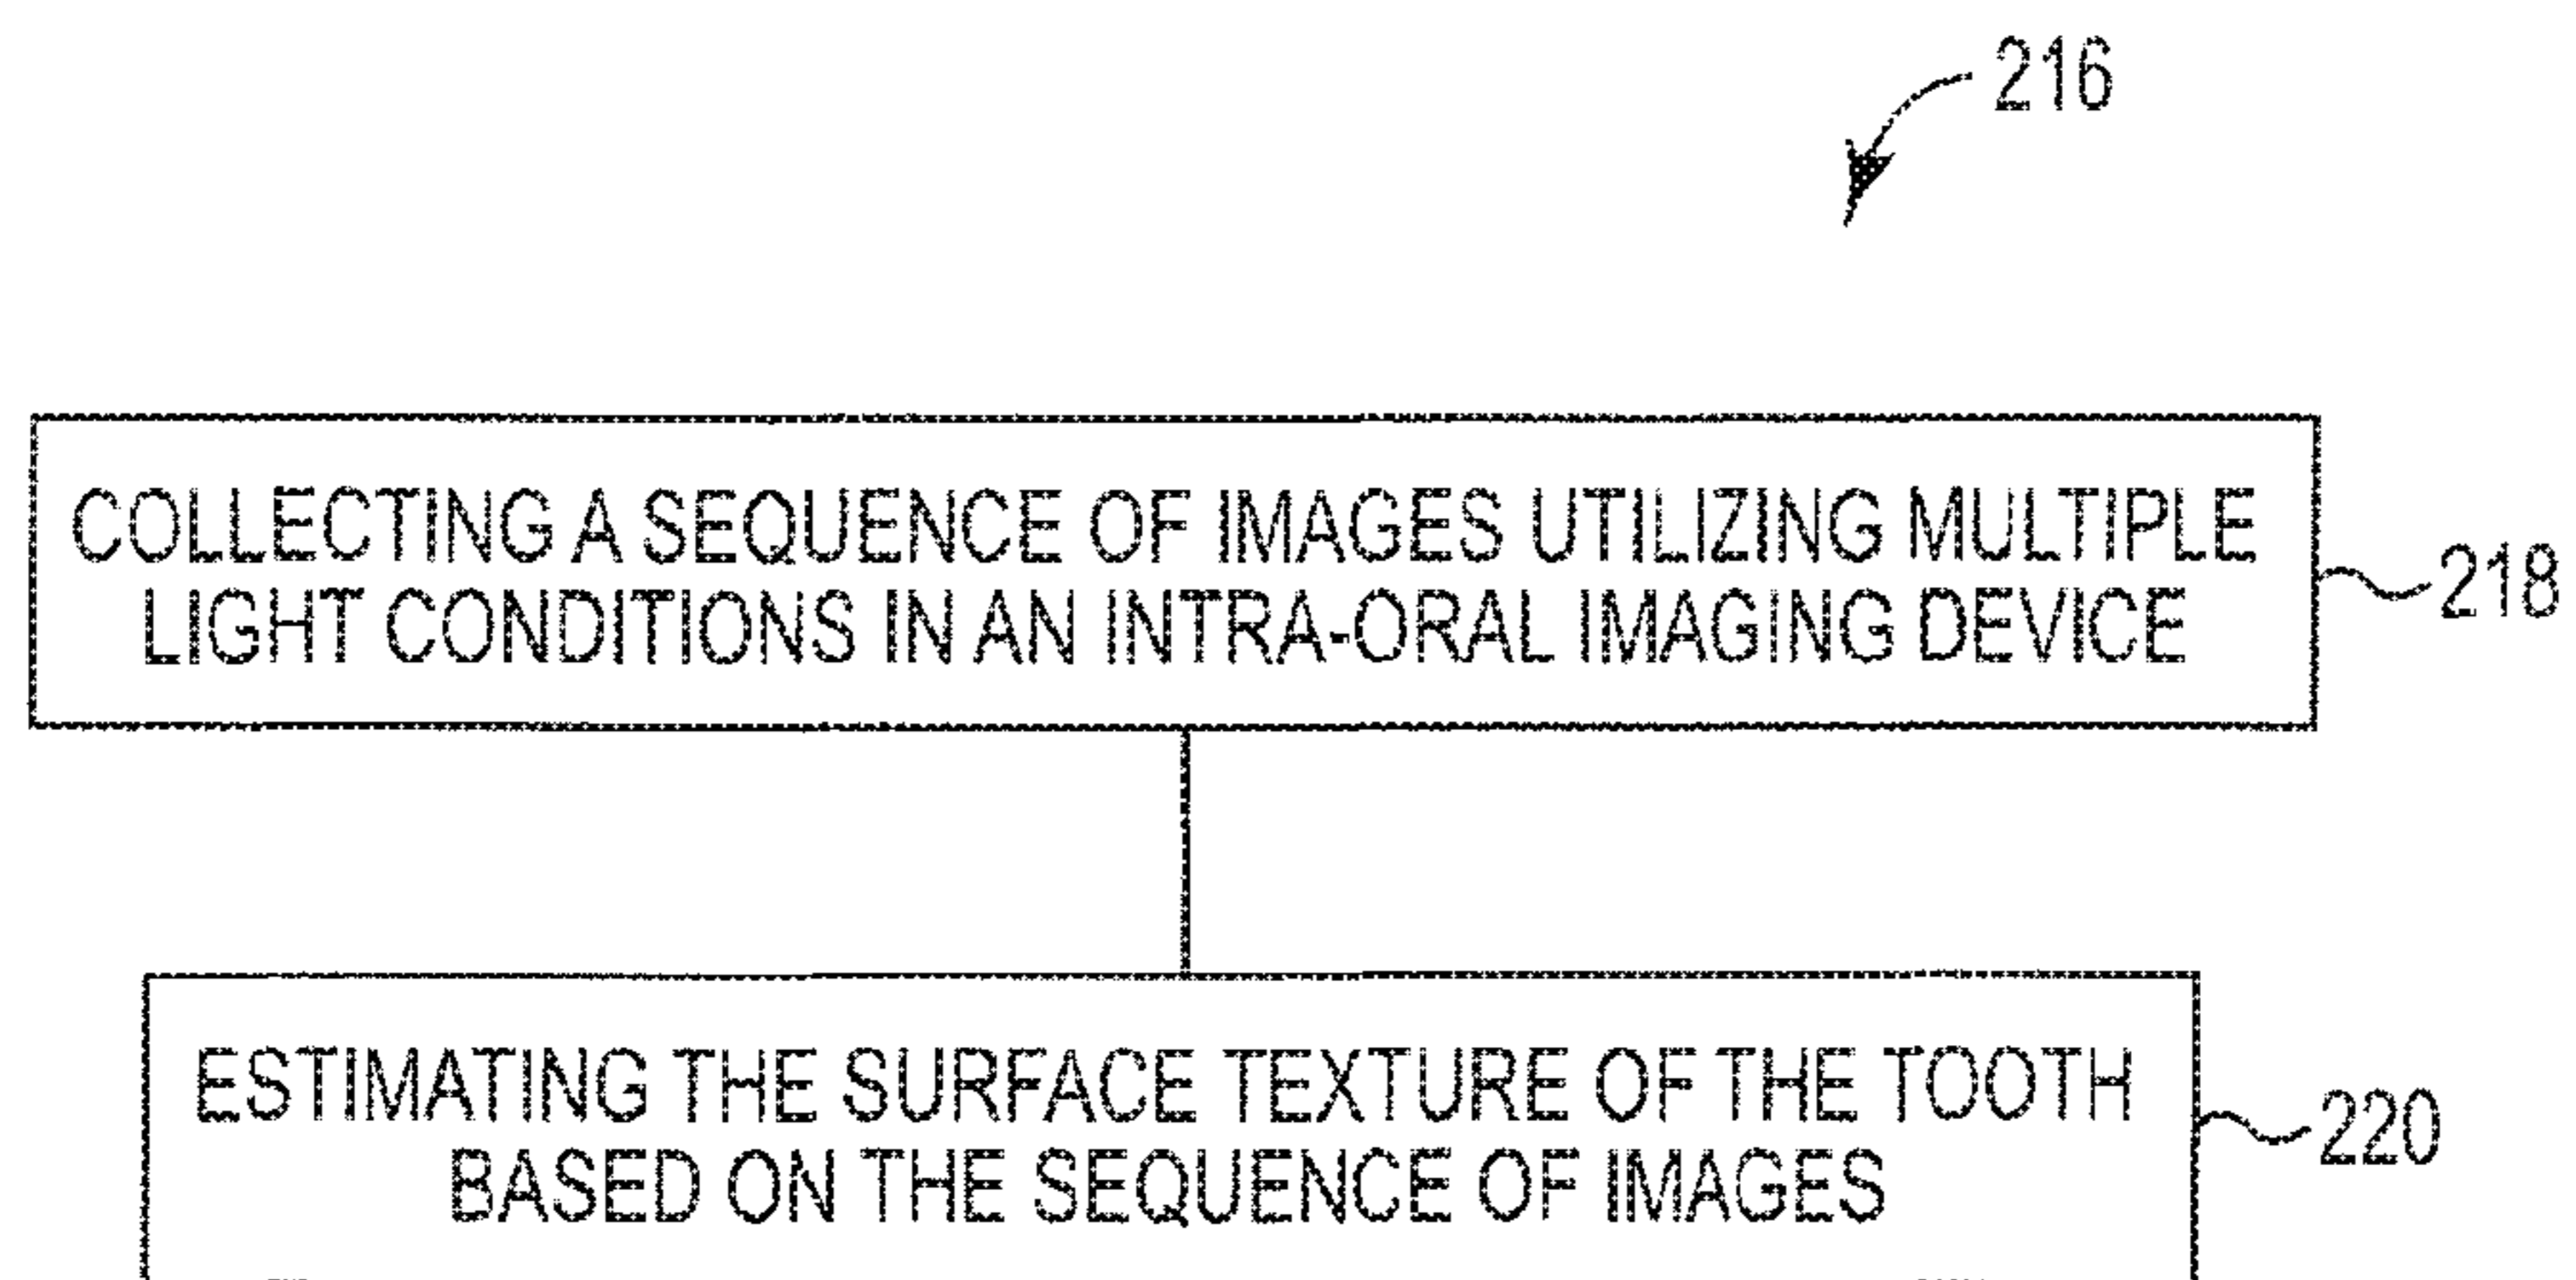 216
COLLECTING A SEQUENCE OF IMAGES UTILIZING MULTIPLE
LIGHT CONDITIONS IN AN INTRA-ORAL IMAGING DEVICE
218
ESTIMATING THE SURFACE TEXTURE OF THE TOOTH
BASED ON THE SEQUENCE OF IMAGES
220